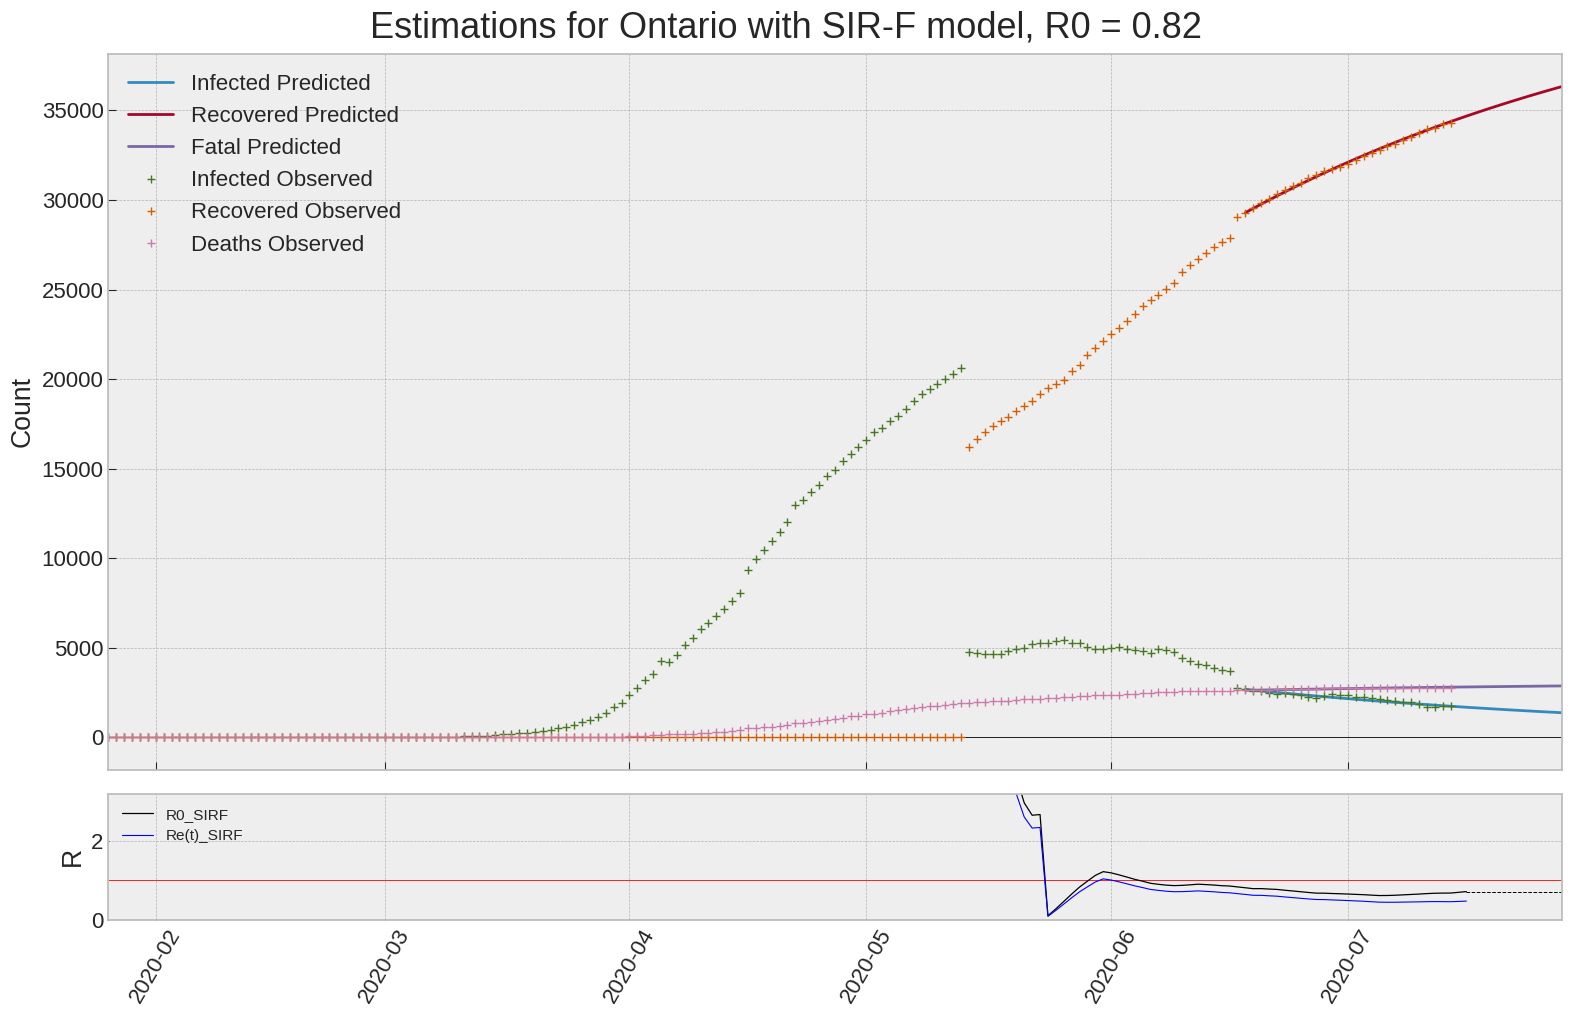 Estimations for Ontario with SIR-F model, R0 = 0.82
Infected Predicted
Recovered Predicted
Fatal Predicted
Infected Observed
Recovered Observed
Deaths Observed
Count
35000
30000
25000
20000
15000
10000
5000
0
R0_SIRF
Re(t)_SIRF
R
2
0
2020-02
2020-03
2020-04
2020-05
2020-06
2020-07